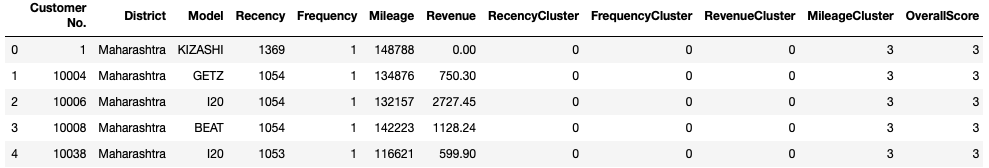 Customer No. District Model Recency Frequency Mileage Revenue RecencyCluster FrequencyCluster RevenueCluster MileageCluster OverallScore
0 1 Maharashtra KIZASHI 1369 1 148788 0.00 0 0 0 3 3
1 10004 Maharashtra GETZ 1054 1 134876 750.30 0 0 0 3 3
2 10006 Maharashtra I20 1054 1 132157 2727.45 0 0 0 3 3
3 10008 Maharashtra BEAT 1054 1 142223 1128.24 0 0 0 3 3
4 10038 Maharashtra I20 1053 1 116621 599.90 0 0 0 3 3